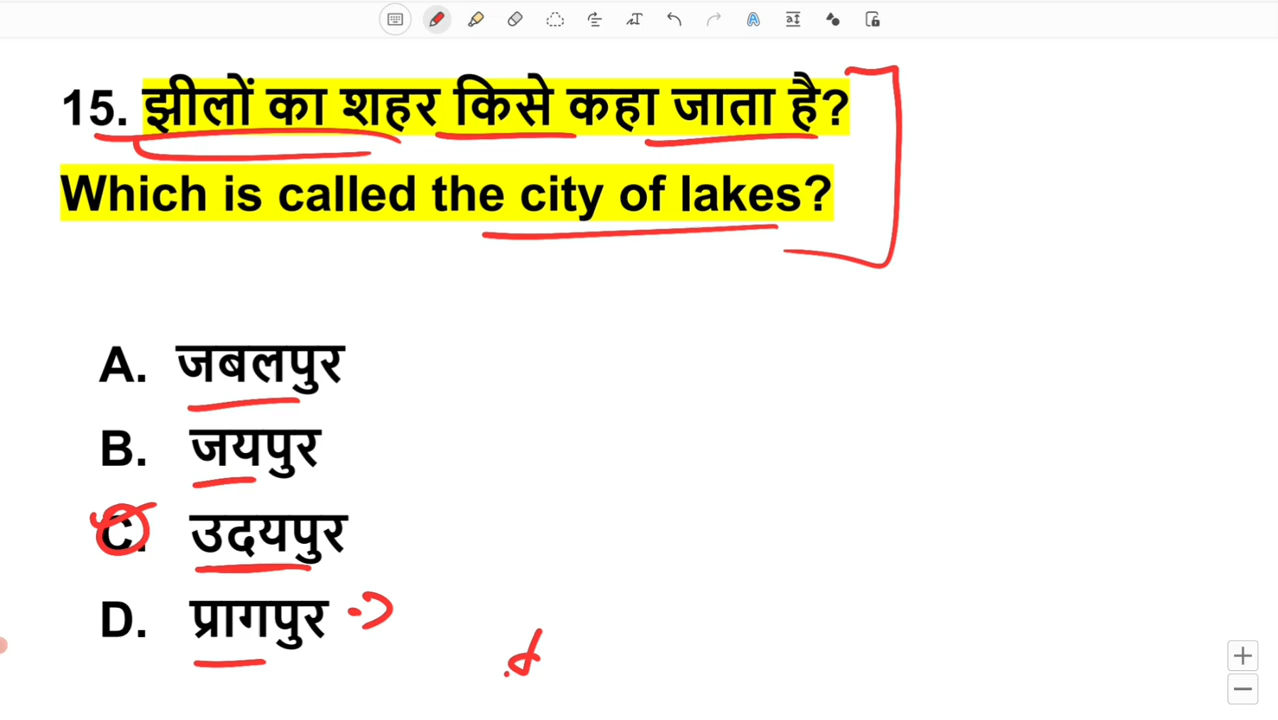 15. झीलों का शहर किसे कहा जाता है?
Which is called the city of lakes?
A. जबलपुर
B. जयपुर
C. उदयपुर
D. प्रागपुर